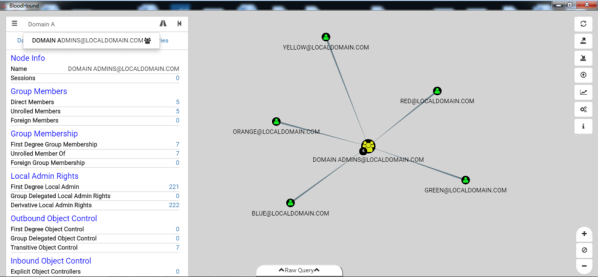 BloodHound
Domain A
DOMAIN ADMINS@LOCALDOMAIN.COM
Node Info
Name DOMAIN ADMINS@LOCALDOMAIN.COM
Sessions 0
Group Members
Direct Members 5
Unrolled Members 5
Foreign Members 0
Group Membership
First Degree Group Membership 7
Unrolled Member Of 7
Foreign Group Membership 0
Local Admin Rights
First Degree Local Admin 221
Group Delegated Local Admin Rights 0
Derivative Local Admin Rights 222
Outbound Object Control
First Degree Object Control 0
Group Delegated Object Control 0
Transitive Object Control 7
Inbound Object Control
Explicit Object Controllers 0
YELLOW@LOCALDOMAIN.COM
RED@LOCALDOMAIN.COM
ORANGE@LOCALDOMAIN.COM
DOMAIN ADMINS@LOCALDOMAIN.COM
GREEN@LOCALDOMAIN.COM
BLUE@LOCALDOMAIN.COM
Raw Query